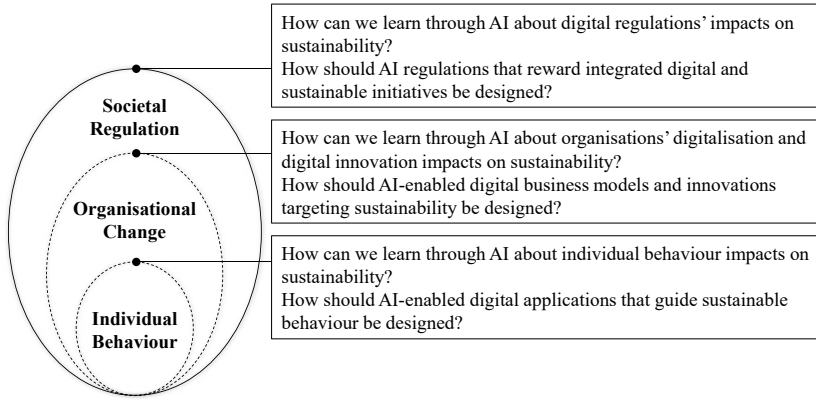 How can we learn through AI about digital regulations' impacts on
sustainability?
How should AI regulations that reward integrated digital and
sustainable initiatives be designed?
Societal
Regulation
How can we learn through AI about organisations' digitalisation and
digital innovation impacts on sustainability?
How should AI-enabled digital business models and innovations
targeting sustainability be designed?
Organisational
Change
How can we learn through AI about individual behaviour impacts on
sustainability?
How should AI-enabled digital applications that guide sustainable
behaviour be designed?
Individual
Behaviour